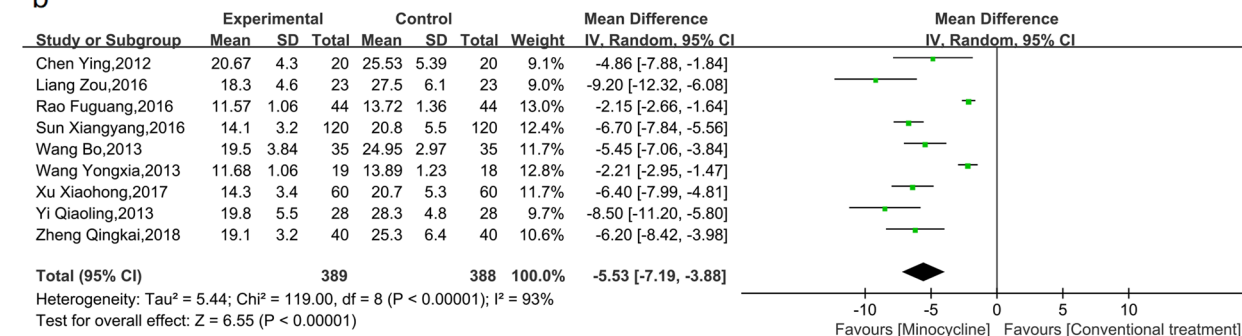 b
Experimental Control Mean Difference Mean Difference
Study or Subgroup Mean SD Total Mean SD Total Weight IV, Random, 95% CI IV, Random, 95% CI
Chen Ying,2012 20.67 4.3 20 25.53 5.39 20 9.1% -4.86 [-7.88, -1.84]
Liang Zou,2016 18.3 4.6 23 27.5 6.1 23 9.0% -9.20 [-12.32, -6.08]
Rao Fuguang,2016 11.57 1.06 44 13.72 1.36 44 13.0% -2.15 [-2.66, -1.64]
Sun Xiangyang,2016 14.1 3.2 120 20.8 5.5 120 12.4% -6.70 [-7.84, -5.56]
Wang Bo,2013 19.5 3.84 35 24.95 2.97 35 11.7% -5.45 [-7.06, -3.84]
Wang Yongxia,2013 11.68 1.06 19 13.89 1.23 18 12.8% -2.21 [-2.95, -1.47]
Xu Xiaohong,2017 14.3 3.4 60 20.7 5.3 60 11.7% -6.40 [-7.99, -4.81]
Yi Qiaoling,2013 19.8 5.5 28 28.3 4.8 28 9.7% -8.50 [-11.20, -5.80]
Zheng Qingkai,2018 19.1 3.2 40 25.3 6.4 40 10.6% -6.20 [-8.42, -3.98]
Total (95% CI) 389 388 100.0% -5.53 [-7.19, -3.88]
Heterogeneity: Tau² = 5.44; Chi² = 119.00, df = 8 (P < 0.00001); I² = 93%
Test for overall effect: Z = 6.55 (P < 0.00001)
-10 -5 0 5 10
Favours [Minocycline] Favours [Conventional treatment]